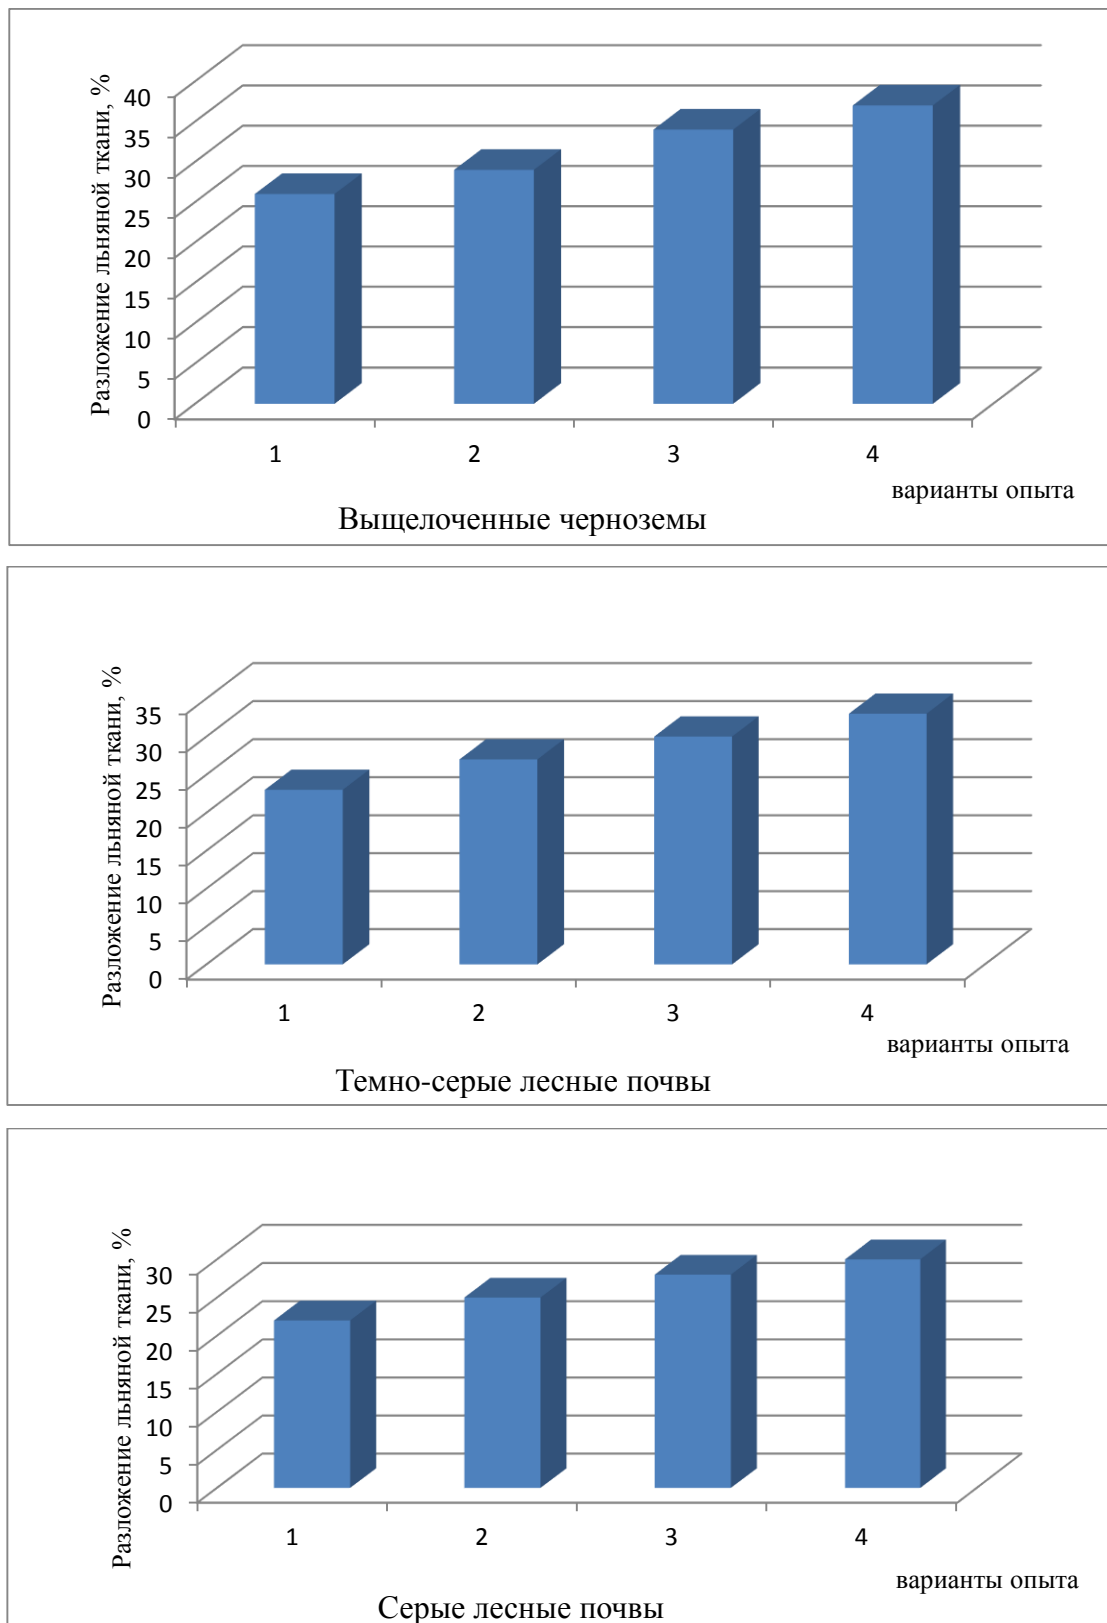 Разложение льняной ткани, %
40
35
30
25
20
15
10
5
0
1 2 3 4
варианты опыта
Выщелоченные черноземы
Разложение льняной ткани, %
35
30
25
20
15
10
5
0
1 2 3 4
варианты опыта
Темно-серые лесные почвы
Разложение льняной ткани, %
30
25
20
15
10
5
0
1 2 3 4
варианты опыта
Серые лесные почвы